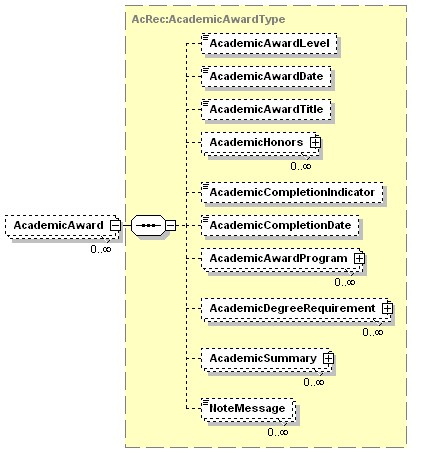 AcRec:AcademicAwardType
AcademicAwardLevel
AcademicAwardDate
AcademicAwardTitle
AcademicHonors
0..∞
AcademicCompletionIndicator
AcademicAward
0..∞
AcademicCompletionDate
AcademicAwardProgram
0..∞
AcademicDegreeRequirement
0..∞
AcademicSummary
0..∞
NoteMessage
0..∞